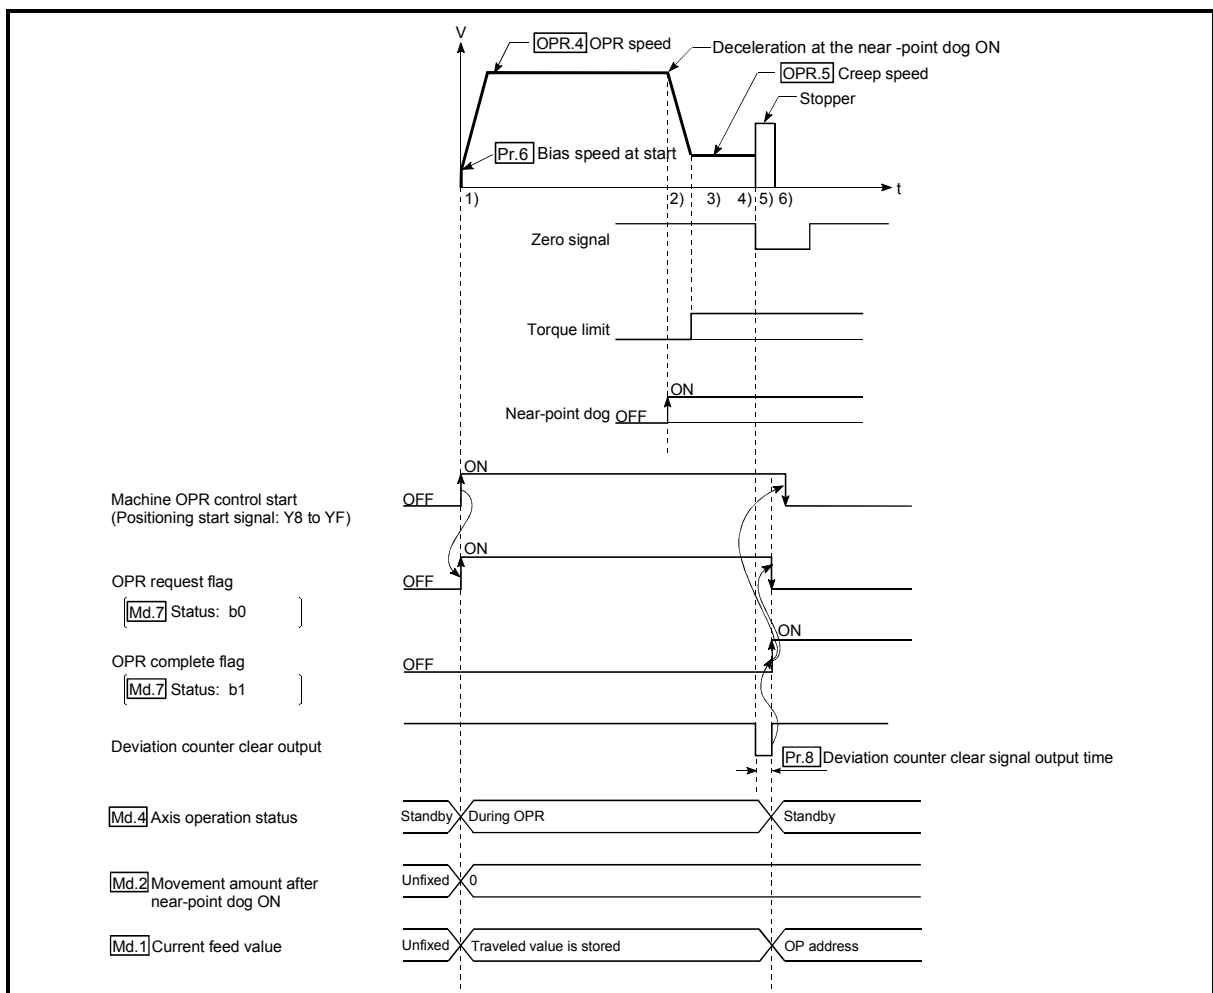 V
OPR.4 OPR speed
Deceleration at the near -point dog ON
OPR.5 Creep speed
Stopper
Pr.6 Bias speed at start
t
1) 2) 3) 4) 5) 6)
Zero signal
Torque limit
ON
Near-point dog OFF
ON
Machine OPR control start OFF
(Positioning start signal: Y8 to YF)
ON
OPR request flag OFF
Md.7 Status: b0
ON
OPR complete flag OFF
Md.7 Status: b1
Deviation counter clear output
Pr.8 Deviation counter clear signal output time
Md.4 Axis operation status Standby During OPR Standby
Md.2 Movement amount after Unfixed 0
near-point dog ON
Md.1 Current feed value Unfixed Traveled value is stored OP address